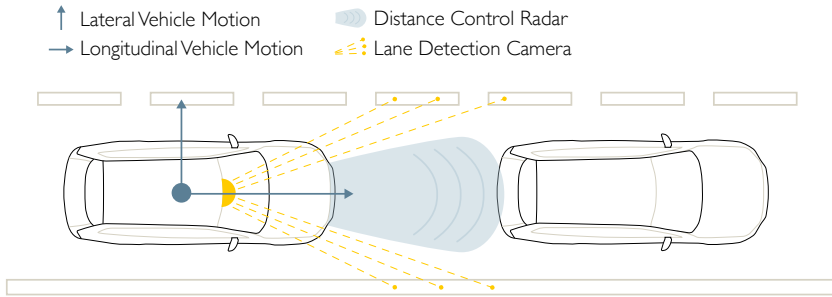 Lateral Vehicle Motion
Distance Control Radar
Longitudinal Vehicle Motion
Lane Detection Camera